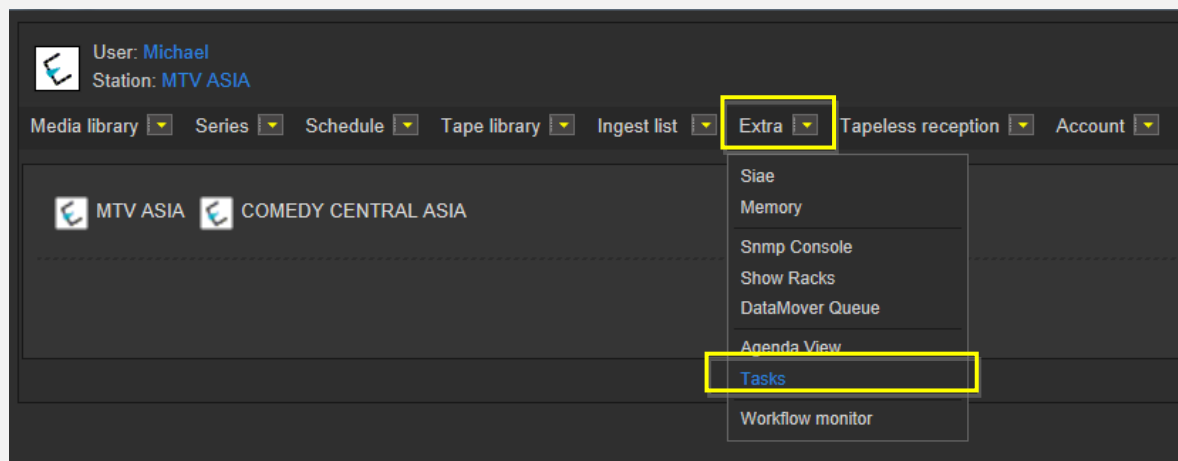 User: Michael
Station: MTV ASIA
Media library Series Schedule Tape library Ingest list Extra Tapeless reception Account
MTV ASIA COMEDY CENTRAL ASIA
Siae
Memory
Snmp Console
Show Racks
DataMover Queue
Agenda View
Tasks
Workflow monitor